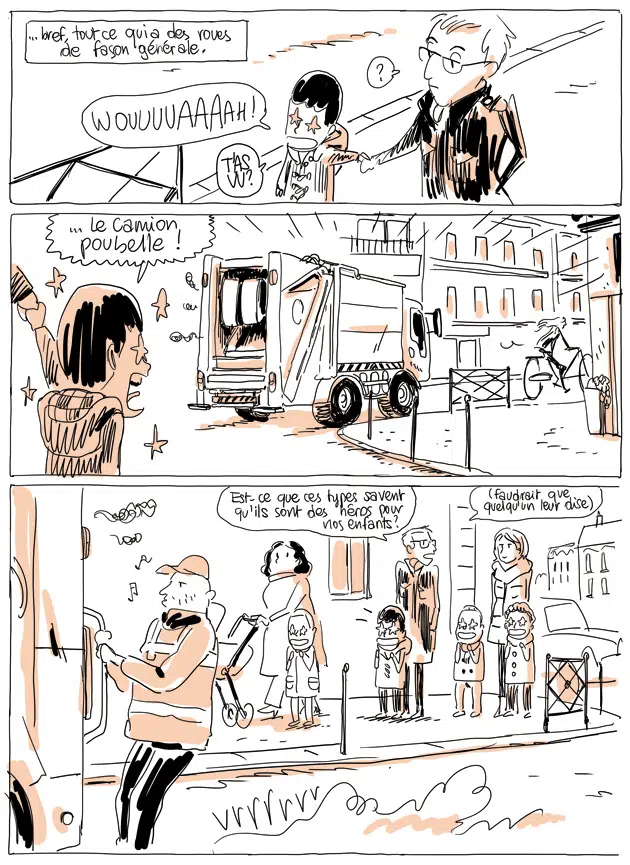 ... bref, tout ce qui a des roues
de façon générale.
?
WOUUUUAAAAH!
T'AS
VU?
... le camion
poubelle !
Est-ce que ces types savent
qu'ils sont des héros pour
nos enfants?
(faudrait que
quelqu'un leur dise)
vrvrrrrr